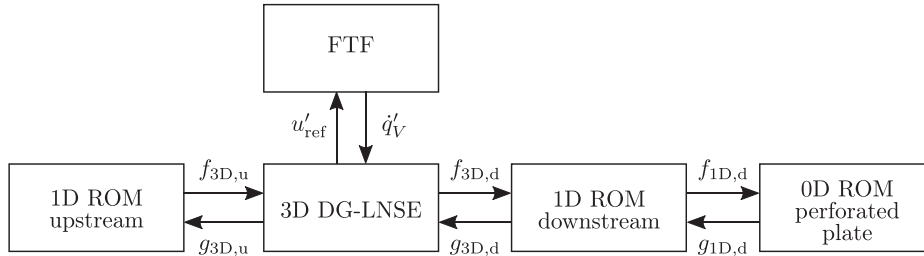 FTF
u′ref
q̇′V
f3D,u
f3D,d
f1D,d
1D ROM
upstream
3D DG-LNSE
1D ROM
downstream
0D ROM
perforated
plate
g3D,u
g3D,d
g1D,d